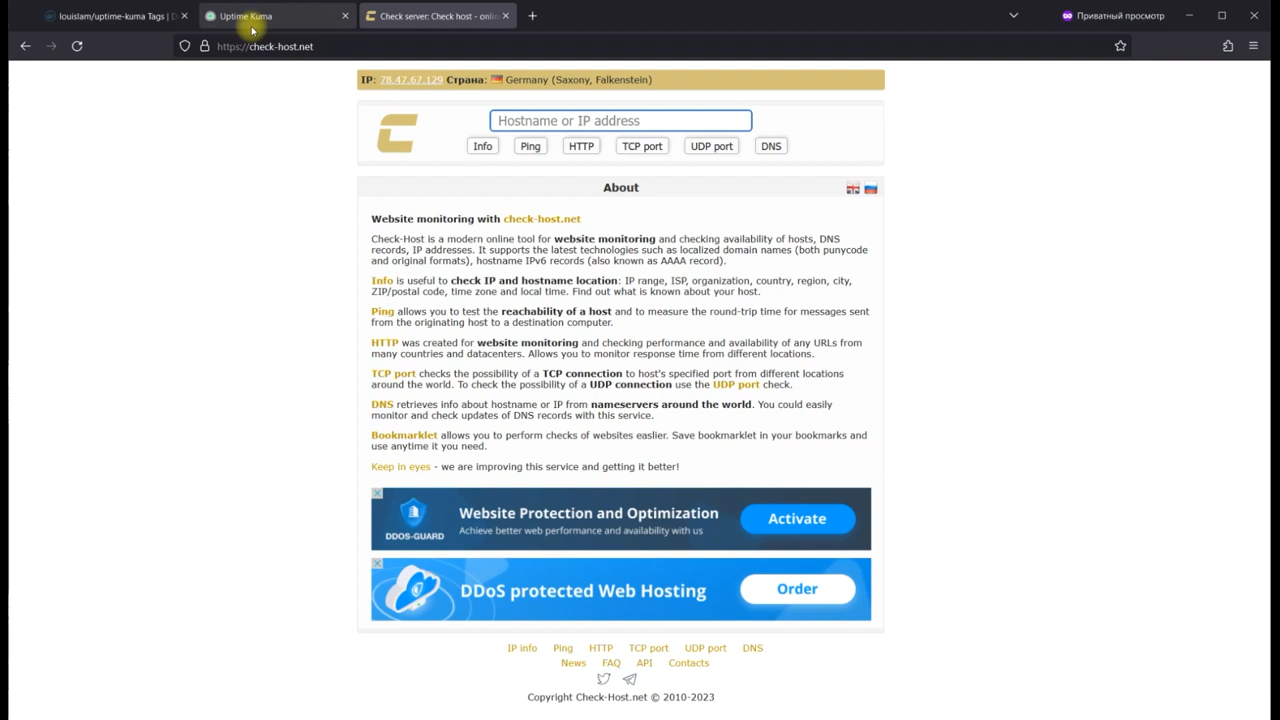 louislam/uptime-kuma Tags | D
Uptime Kuma
Check server: Check host - onlin
Приватный просмотр
https://check-host.net
IP: 78.47.67.129 Страна: Germany (Saxony, Falkenstein)
Hostname or IP address
Info Ping HTTP TCP port UDP port DNS
About
Website monitoring with check-host.net
Check-Host is a modern online tool for website monitoring and checking availability of hosts, DNS
records, IP addresses. It supports the latest technologies such as localized domain names (both punycode
and original formats), hostname IPv6 records (also known as AAAA record).
Info is useful to check IP and hostname location: IP range, ISP, organization, country, region, city,
ZIP/postal code, time zone and local time. Find out what is known about your host.
Ping allows you to test the reachability of a host and to measure the round-trip time for messages sent
from the originating host to a destination computer.
HTTP was created for website monitoring and checking performance and availability of any URLs from
many countries and datacenters. Allows you to monitor response time from different locations.
TCP port checks the possibility of a TCP connection to host's specified port from different locations
around the world. To check the possibility of a UDP connection use the UDP port check.
DNS retrieves info about hostname or IP from nameservers around the world. You could easily
monitor and check updates of DNS records with this service.
Bookmarklet allows you to perform checks of websites easier. Save bookmarklet in your bookmarks and
use anytime it you need.
Keep in eyes - we are improving this service and getting it better!
DDOS-GUARD
Website Protection and Optimization
Achieve better web performance and availability with us
Activate
DDoS protected Web Hosting
Order
IP info Ping HTTP TCP port UDP port DNS
News FAQ API Contacts
Copyright Check-Host.net © 2010-2023